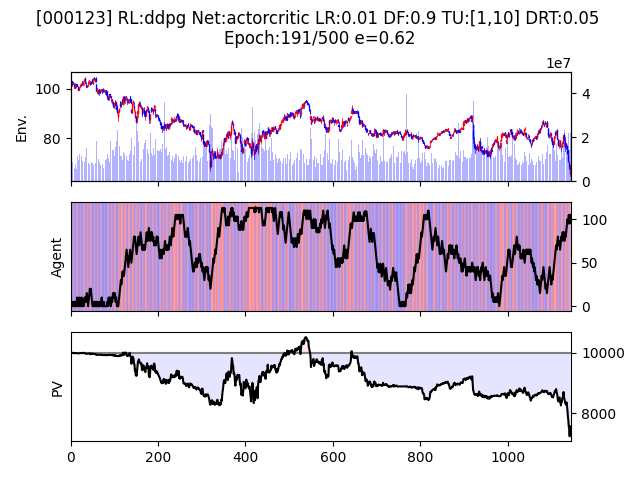 [000123] RL:ddpg Net:actorcritic LR:0.01 DF:0.9 TU:[1,10] DRT:0.05
Epoch:191/500 e=0.62
1e7
100
80
Env.
4
2
0
Agent
100
50
0
PV
10000
8000
0
200
400
600
800
1000